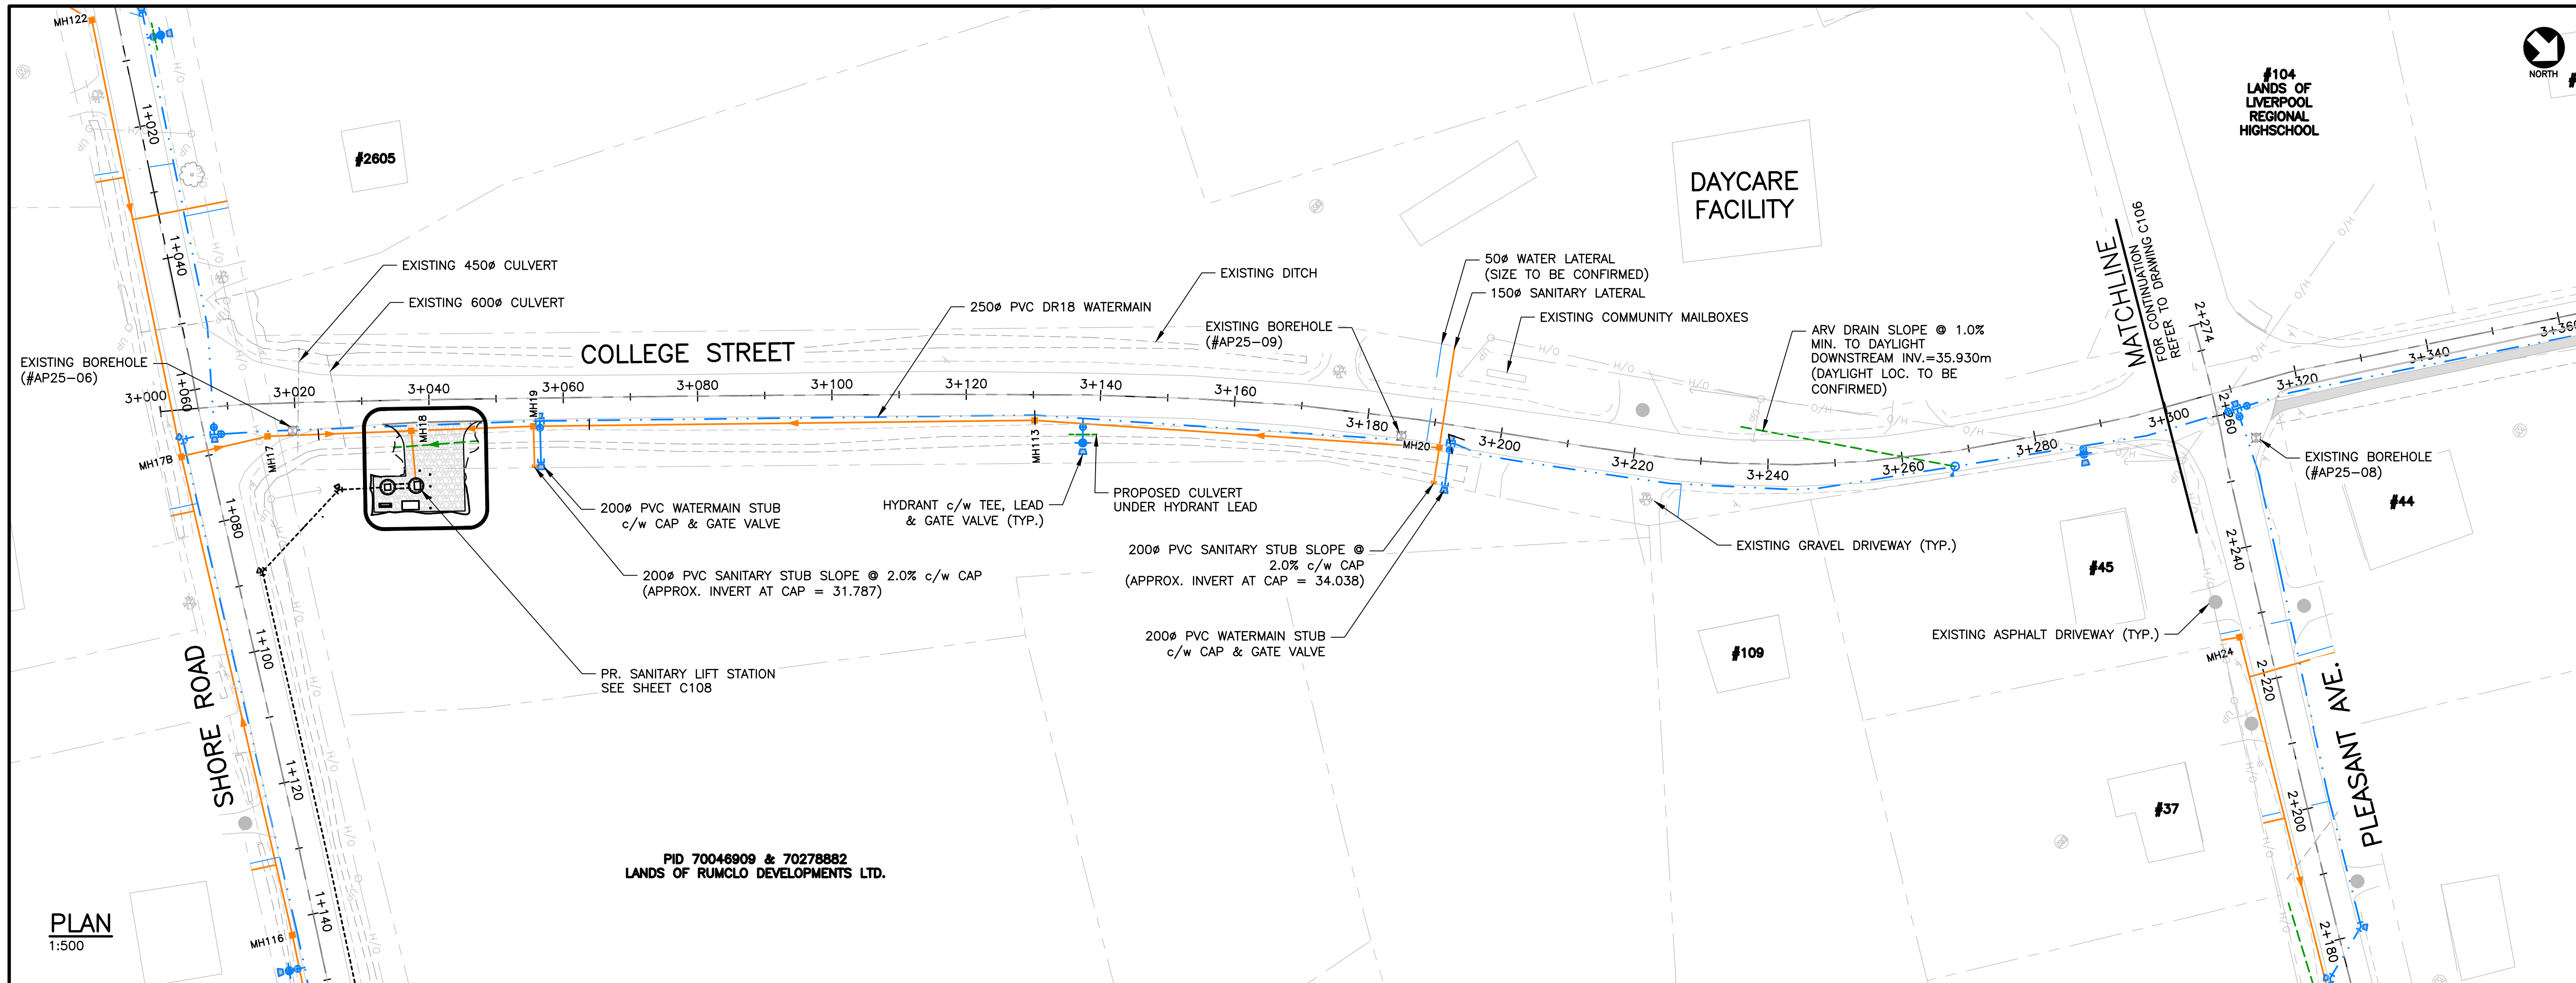 MH122
1+020
#2605
1+040
EXISTING 450ø CULVERT
EXISTING 600ø CULVERT
EXISTING BOREHOLE
(#AP25-06)
1+060
COLLEGE STREET
250ø PVC DR18 WATERMAIN
EXISTING DITCH
EXISTING BOREHOLE
(#AP25-09)
50ø WATER LATERAL
(SIZE TO BE CONFIRMED)
150ø SANITARY LATERAL
EXISTING COMMUNITY MAILBOXES
DAYCARE
FACILITY
ARV DRAIN SLOPE @ 1.0%
MIN. TO DAYLIGHT
DOWNSTREAM INV.=35.930m
(DAYLIGHT LOC. TO BE
CONFIRMED)
MATCHLINE
FOR CONTINUATION
REFER TO DRAWING C106
#104
LANDS OF
LIVERPOOL
REGIONAL
HIGHSCHOOL
NORTH
#
2+274
3+000
3+020
3+040
3+060
3+080
3+100
3+120
3+140
3+160
3+180
3+200
3+220
3+240
3+260
3+280
3+300
3+320
3+340
3+360
MH17B
MH17
MH18
MH19
MH113
MH20
200ø PVC WATERMAIN STUB
c/w CAP & GATE VALVE
200ø PVC SANITARY STUB SLOPE @ 2.0% c/w CAP
(APPROX. INVERT AT CAP = 31.787)
PR. SANITARY LIFT STATION
SEE SHEET C108
HYDRANT c/w TEE, LEAD
& GATE VALVE (TYP.)
PROPOSED CULVERT
UNDER HYDRANT LEAD
200ø PVC SANITARY STUB SLOPE @
2.0% c/w CAP
(APPROX. INVERT AT CAP = 34.038)
200ø PVC WATERMAIN STUB
c/w CAP & GATE VALVE
EXISTING GRAVEL DRIVEWAY (TYP.)
EXISTING BOREHOLE
(#AP25-08)
#44
#45
#109
EXISTING ASPHALT DRIVEWAY (TYP.)
MH24
#37
2+260
2+240
2+220
2+200
2+180
PLEASANT AVE.
1+080
1+100
1+120
1+140
SHORE ROAD
MH116
PID 70046909 & 70278882
LANDS OF RUMCLO DEVELOPMENTS LTD.
PLAN
1:500